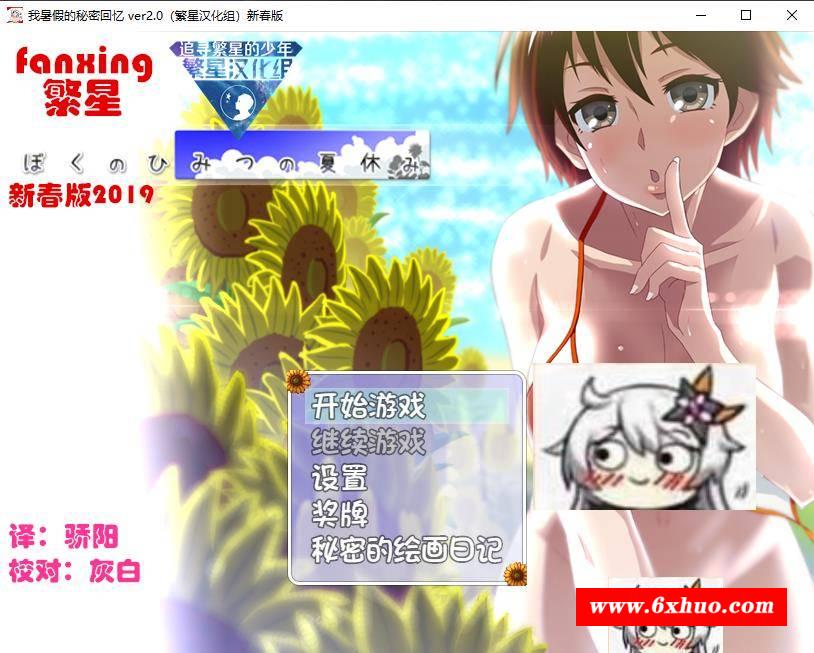 我暑假的秘密回忆 ver2.0（繁星汉化组）新春版
fanxing
繁星
追寻繁星的少年
繁星汉化组
ぼくのひみつの夏休み
新春版2019
开始游戏
继续游戏
设置
奖牌
秘密的绘画日记
译：骄阳
校对：灰白
www.6xhuo.com